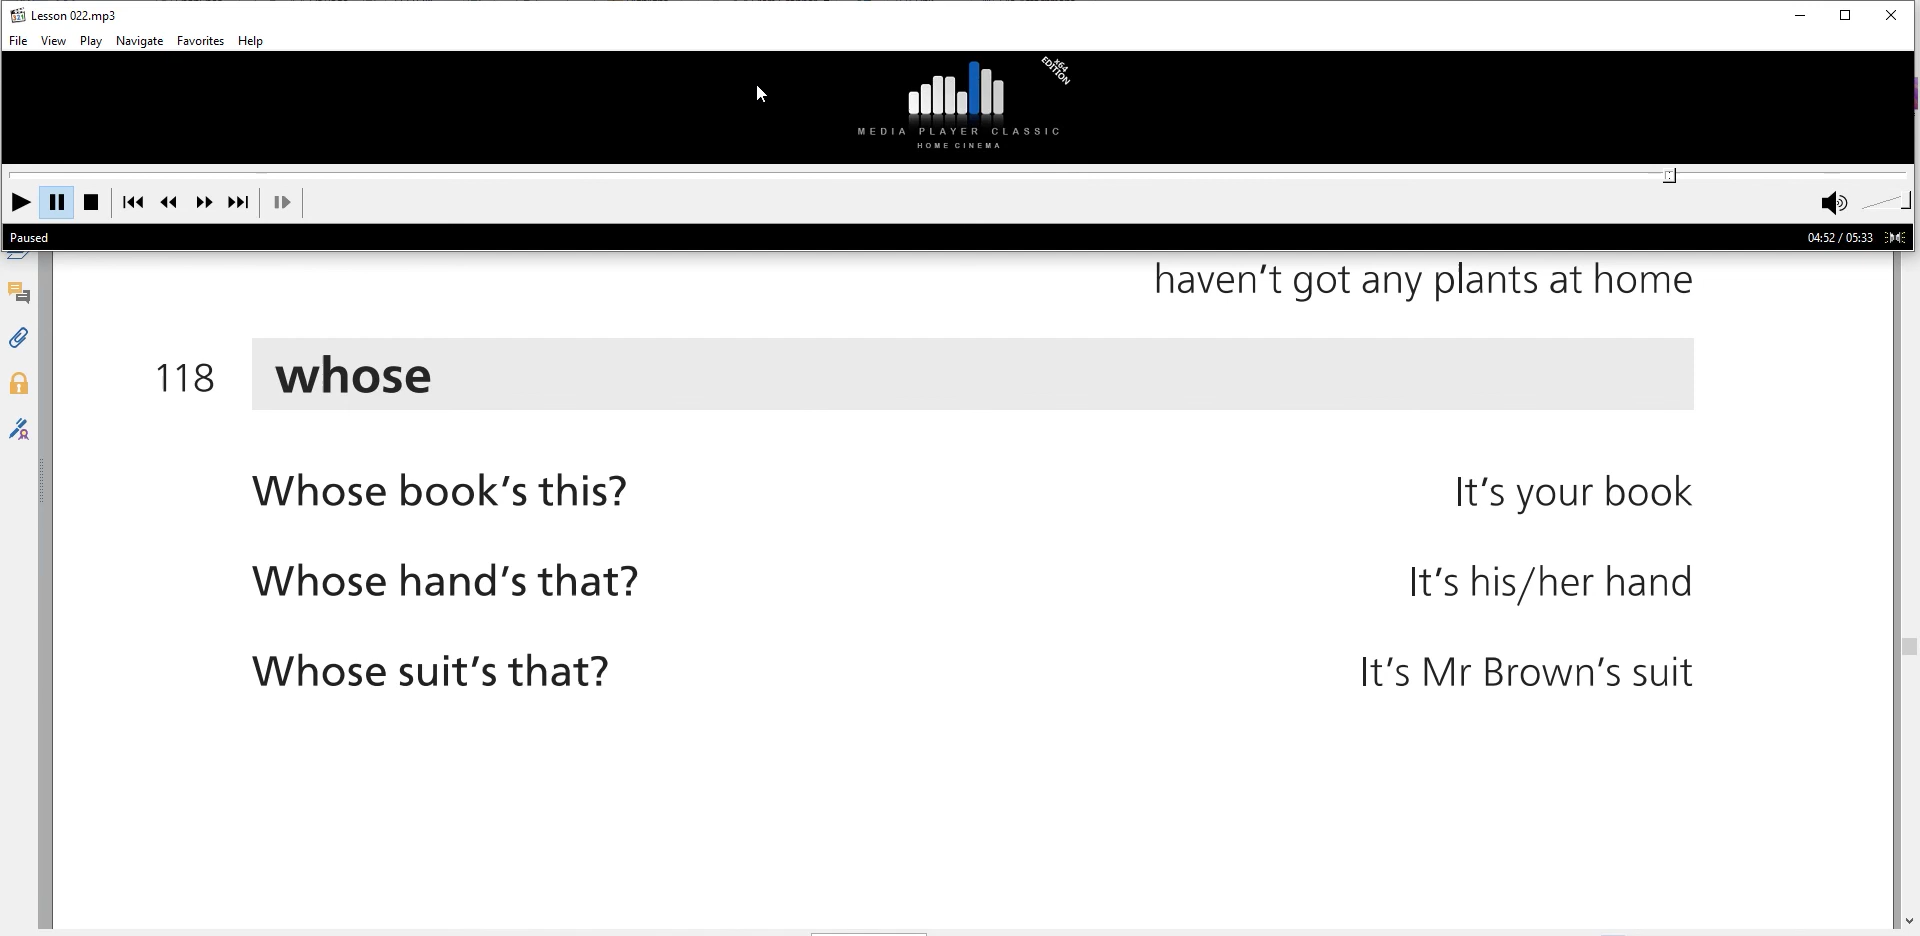 Lesson 022.mp3
File View Play Navigate Favorites Help
x64
EDITION
MEDIA PLAYER CLASSIC
HOME CINEMA
Paused
04:52 / 05:33
haven't got any plants at home
118 whose
Whose book's this? It's your book
Whose hand's that? It's his/her hand
Whose suit's that? It's Mr Brown's suit